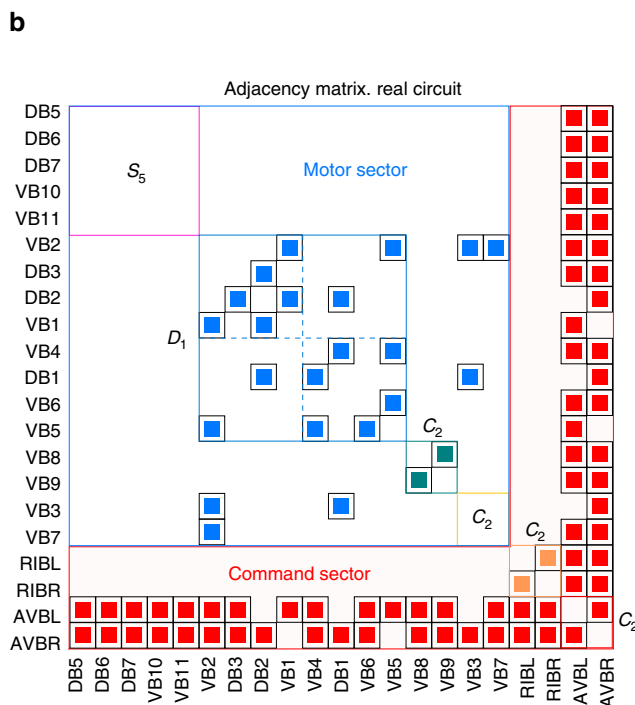 b
Adjacency matrix. real circuit
DB5
DB6
DB7
VB10
VB11
VB2
DB3
DB2
VB1
VB4
DB1
VB6
VB5
VB8
VB9
VB3
VB7
RIBL
RIBR
AVBL
AVBR
S5
Motor sector
D1
C2
C2
C2
Command sector
C2
DB5 DB6 DB7 VB10 VB11 VB2 DB3 DB2 VB1 VB4 DB1 VB6 VB5 VB8 VB9 VB3 VB7 RIBL RIBR AVBL AVBR